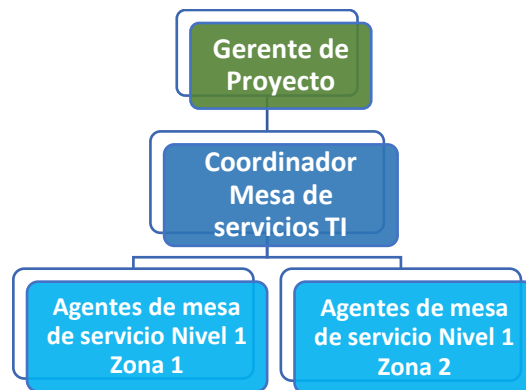 Gerente de
Proyecto
Coordinador
Mesa de
servicios TI
Agentes de mesa
de servicio Nivel 1
Zona 1
Agentes de mesa
de servicio Nivel 1
Zona 2